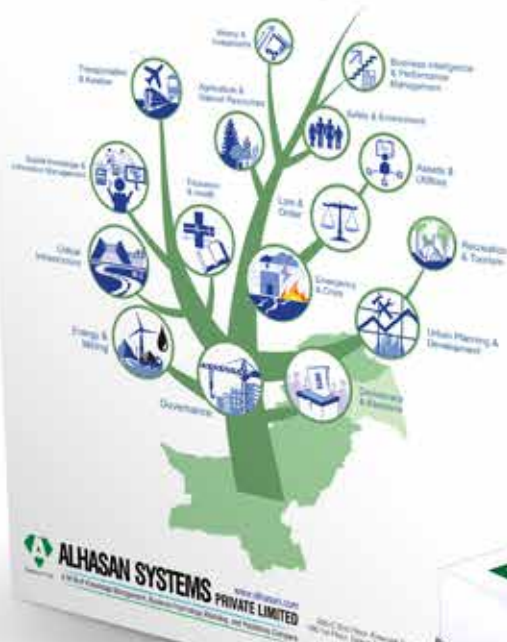 Money &
Investments
Business Intelligence
& Performance
Management
Transportation
& Aviation
Agriculture &
Natural Resources
Safety & Environment
Assets &
Utilities
Education
& Health
Law &
Order
Recreation
& Tourism
Critical
Infrastructure
Emergency
& Crisis
Energy &
Mining
Urban Planning &
Development
Governance
Democracy
& Elections
A
ALHASAN SYSTEMS
www.alhasan.com
PRIVATE LIMITED